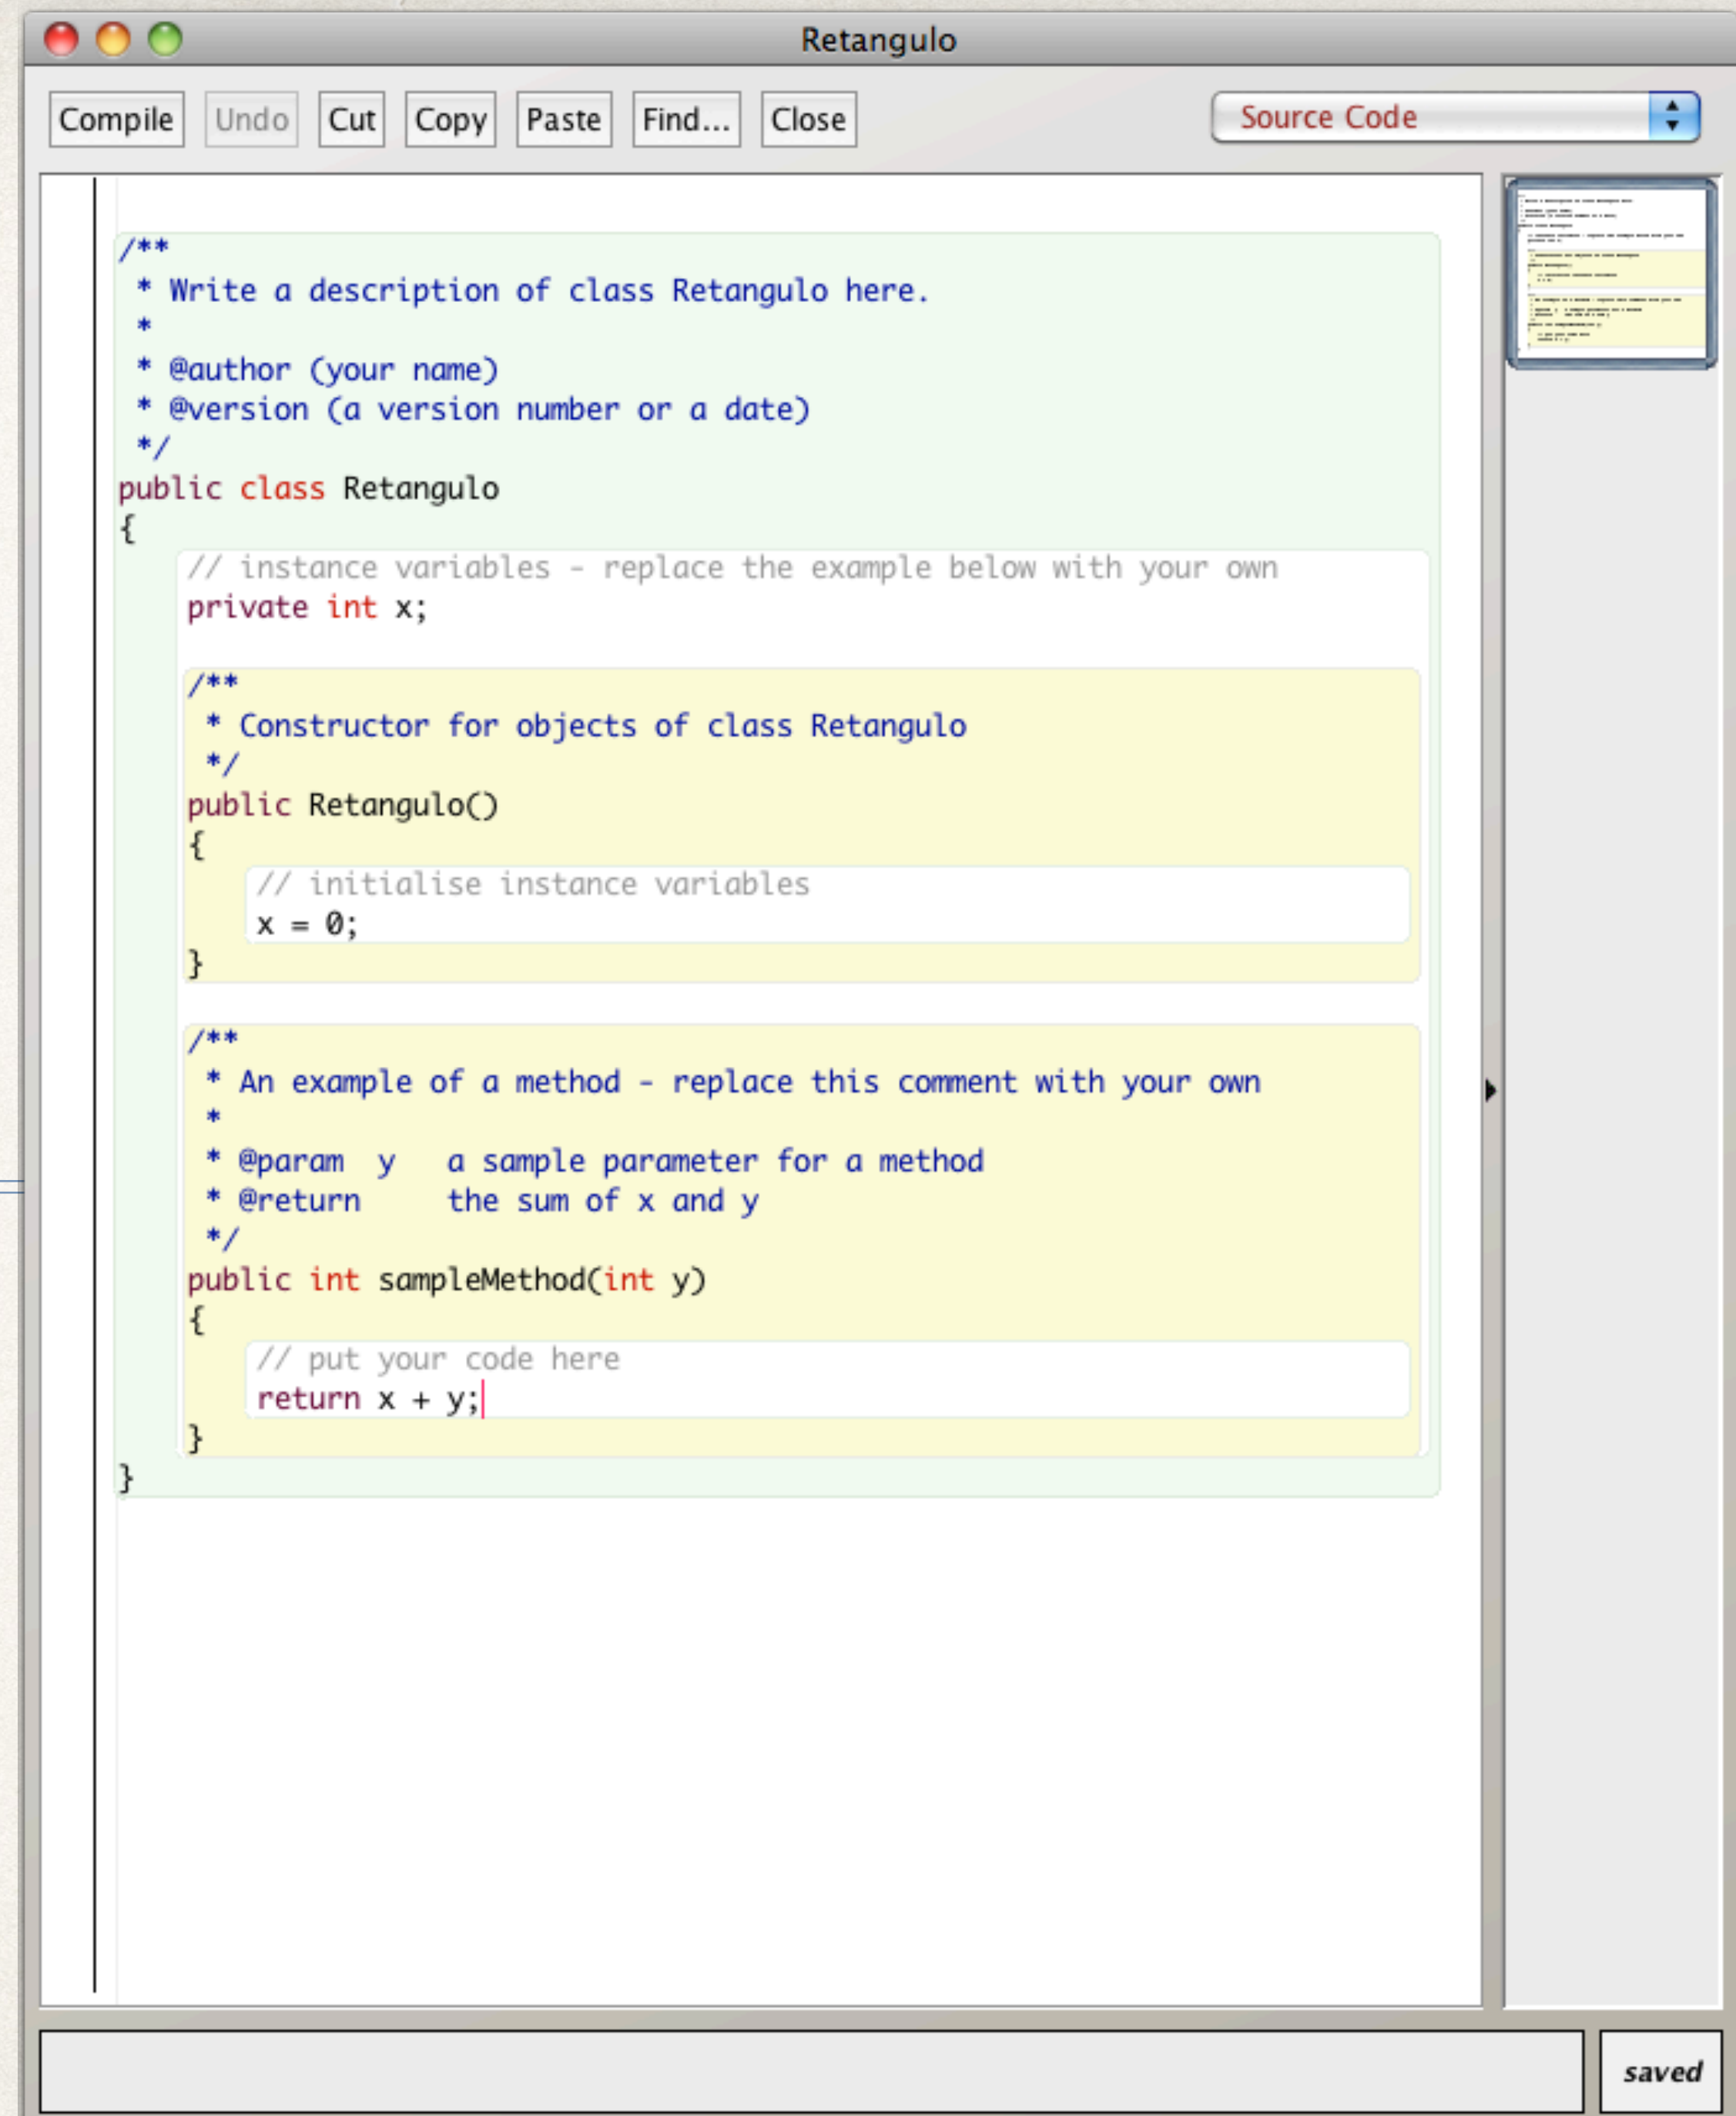 Retangulo
Compile Undo Cut Copy Paste Find... Close Source Code
/**
 * Write a description of class Retangulo here.
 *
 * @author (your name)
 * @version (a version number or a date)
 */
public class Retangulo
{
    // instance variables - replace the example below with your own
    private int x;

    /**
     * Constructor for objects of class Retangulo
     */
    public Retangulo()
    {
        // initialise instance variables
        x = 0;
    }

    /**
     * An example of a method - replace this comment with your own
     *
     * @param  y   a sample parameter for a method
     * @return     the sum of x and y
     */
    public int sampleMethod(int y)
    {
        // put your code here
        return x + y;
    }
}
saved